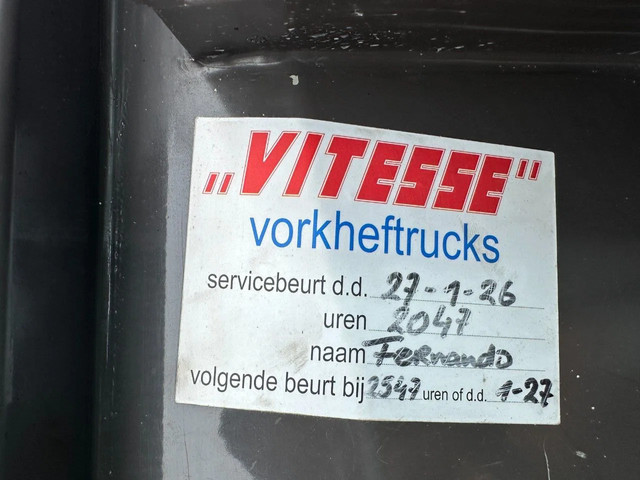 „VITESSE“
vorkheftrucks
servicebeurt d.d. 27-1-26
uren 2047
naam Fernando
volgende beurt bij 2547 uren of d.d. 1-27